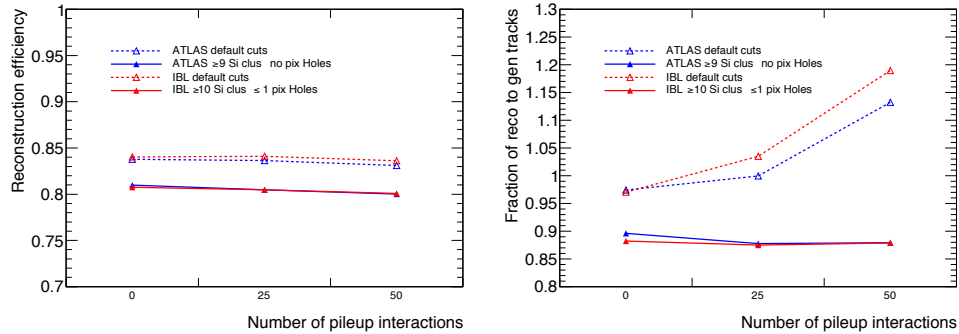 Reconstruction efficiency
1
0.95
0.9
0.85
0.8
0.75
0.7
ATLAS default cuts
ATLAS ≥9 Si clus no pix Holes
IBL default cuts
IBL ≥10 Si clus ≤ 1 pix Holes
0 25 50
Number of pileup interactions
Fraction of reco to gen tracks
1.3
1.25
1.2
1.15
1.1
1.05
1
0.95
0.9
0.85
0.8
ATLAS default cuts
ATLAS ≥9 Si clus no pix Holes
IBL default cuts
IBL ≥10 Si clus ≤ 1 pix Holes
0 25 50
Number of pileup interactions